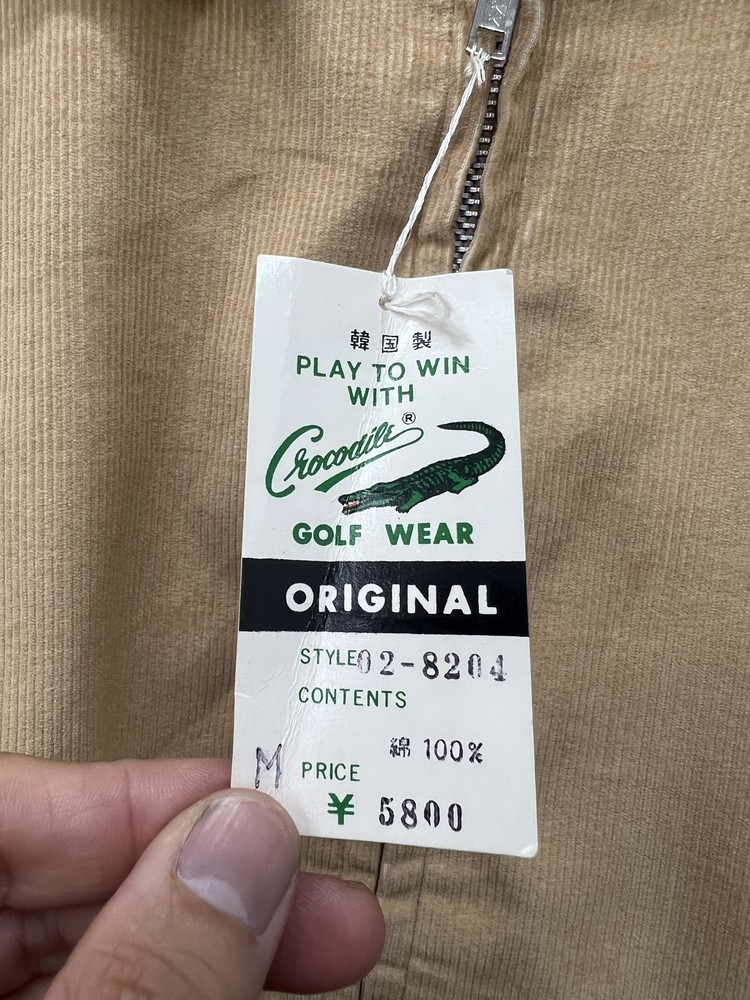 韓国製
PLAY TO WIN
WITH
Crocodile®
GOLF WEAR
ORIGINAL
STYLE 02-8204
CONTENTS
綿 100%
M
PRICE
¥ 5800